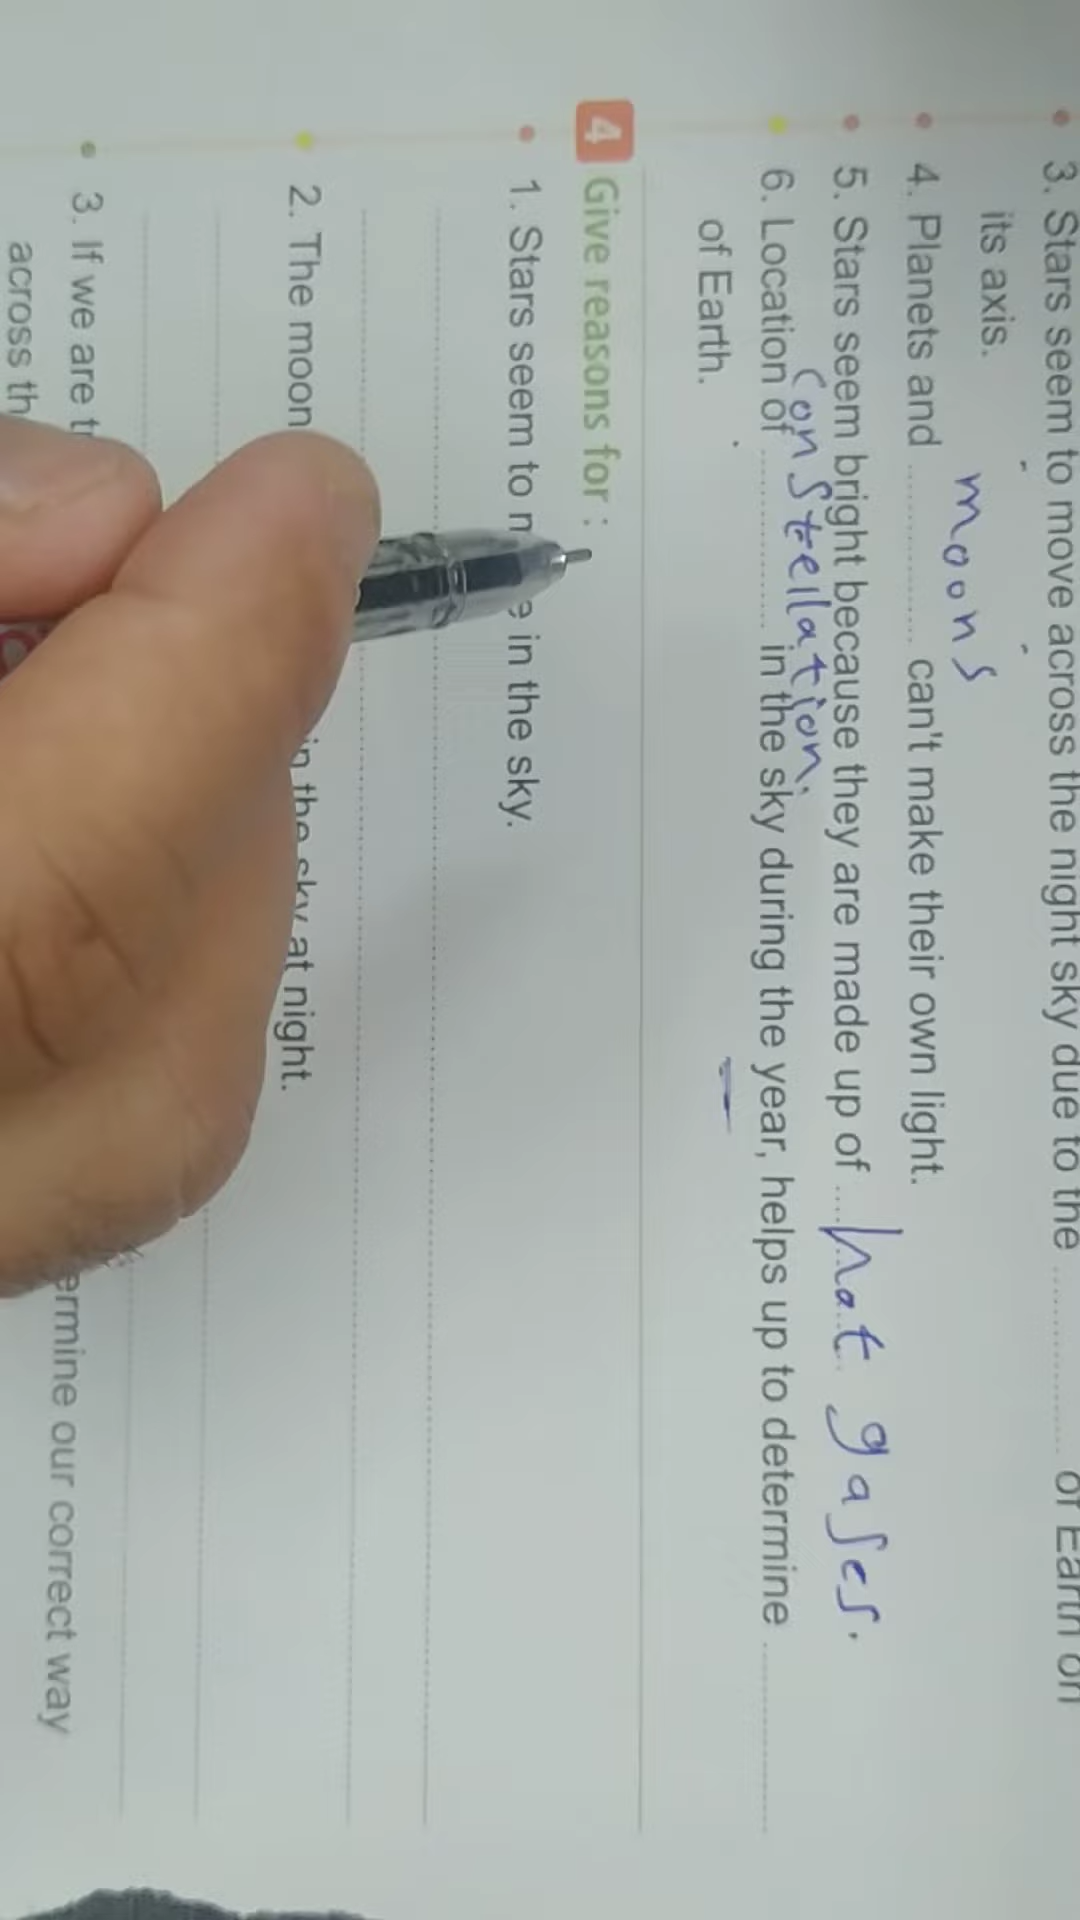 3. Stars seem to move across the night sky due to the .......... of Earth on
its axis.
moons
4. Planets and .......... can't make their own light.
5. Stars seem bright because they are made up of .... hot gases.
constellation.
6. Location of .......... in the sky during the year, helps up to determine ..........
of Earth.
4 Give reasons for :
1. Stars seem to in the sky.
2. The moon in the sky at night.
3. If we are our correct way
across